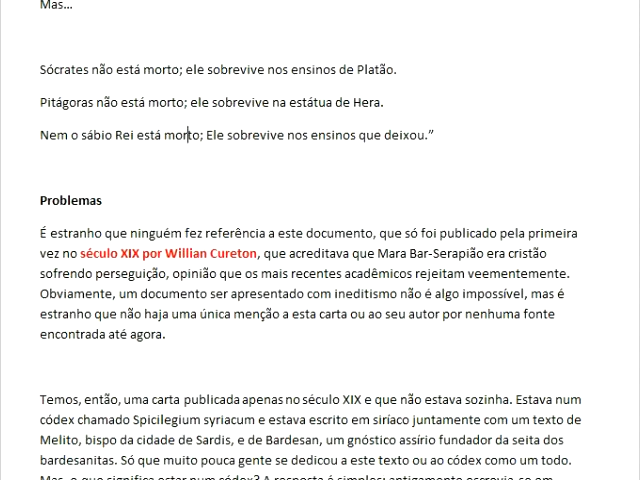 Mas...
Sócrates não está morto; ele sobrevive nos ensinos de Platão.
Pitágoras não está morto; ele sobrevive na estátua de Hera.
Nem o sábio Rei está morto; Ele sobrevive nos ensinos que deixou.”
Problemas
É estranho que ninguém fez referência a este documento, que só foi publicado pela primeira
vez no século XIX por Willian Cureton, que acreditava que Mara Bar-Serapião era cristão
sofrendo perseguição, opinião que os mais recentes acadêmicos rejeitam veementemente.
Obviamente, um documento ser apresentado com ineditismo não é algo impossível, mas é
estranho que não haja uma única menção a esta carta ou ao seu autor por nenhuma fonte
encontrada até agora.
Temos, então, uma carta publicada apenas no século XIX e que não estava sozinha. Estava num
códex chamado Spicilegium syriacum e estava escrito em siríaco juntamente com um texto de
Melito, bispo da cidade de Sardis, e de Bardesan, um gnóstico assírio fundador da seita dos
bardesanitas. Só que muito pouca gente se dedicou a este texto ou ao códex como um todo.
Mas, o que significa estar num códex? A resposta é simples: antigamente escrevia-se em